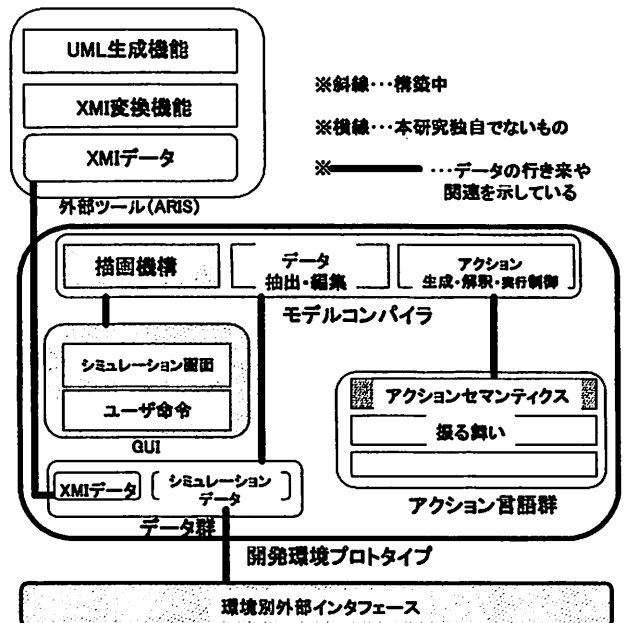 UML生成機能
XMI変換機能
XMIデータ
外部ツール(ARIS)
※斜線・・・構築中
※横線・・・本研究独自でないもの
※ ・・・データの行き来や
関連を示している
描画機構
データ
抽出・編集
アクション
生成・解釈・実行制御
モデルコンパイラ
シミュレーション画面
ユーザ命令
GUI
アクションセマンティクス
振る舞い
アクション言語群
XMIデータ
シミュレーション
データ
データ群
開発環境プロトタイプ
環境別外部インタフェース